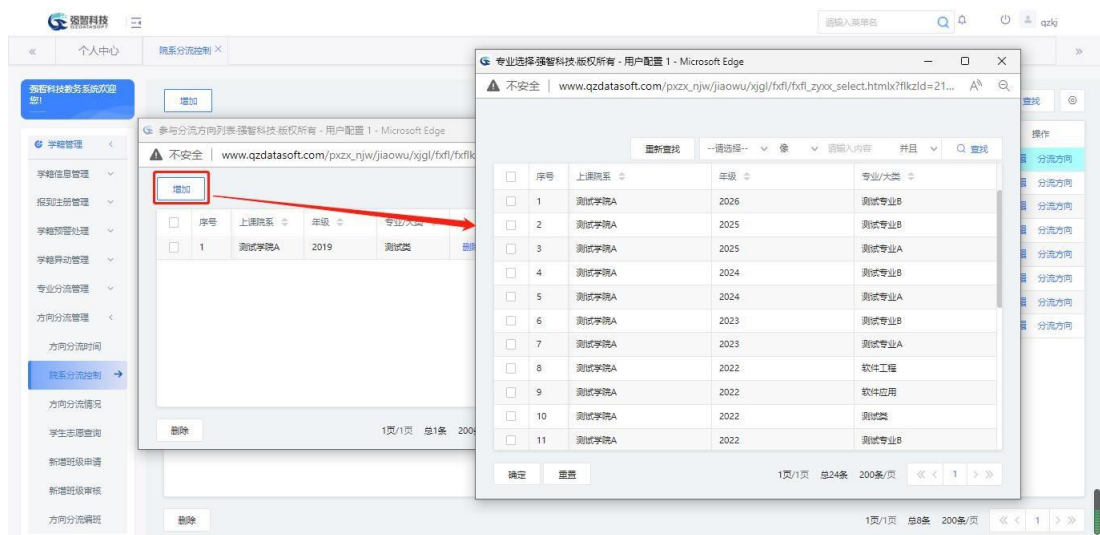 强智科技
QZDATASOFT
请输入菜单名
qzkj
个人中心
院系分流控制
强智科技教务系统欢迎您!
增加
查找
操作
学籍管理
学籍信息管理
报到注册管理
学籍预警处理
学籍异动管理
专业分流管理
方向分流管理
方向分流时间
院系分流控制
方向分流情况
学生志愿查询
新增班级申请
新增班级审核
方向分流编班
分流方向
分流方向
分流方向
分流方向
分流方向
分流方向
分流方向
分流方向
删除
1页/1页 总8条 200条/页 1
参与分流方向列表-强智科技-版权所有 - 用户配置 1 - Microsoft Edge
不安全 www.qzdatasoft.com/pxzx_njw/jiaowu/xjgl/fxfl/fxflk
增加
序号 上课院系 年级 专业/大类
1 测试学院A 2019 测试类
删除
1页/1页 总1条
专业选择-强智科技-版权所有 - 用户配置 1 - Microsoft Edge
不安全 www.qzdatasoft.com/pxzx_njw/jiaowu/xjgl/fxfl/fxfl_zyxx_select.htmlx?flkzId=21...
重新查找 --请选择-- 像 请输入内容 并且 查找
序号 上课院系 年级 专业/大类
1 测试学院A 2026 测试专业B
2 测试学院A 2025 测试专业B
3 测试学院A 2025 测试专业A
4 测试学院A 2024 测试专业B
5 测试学院A 2024 测试专业A
6 测试学院A 2023 测试专业B
7 测试学院A 2023 测试专业A
8 测试学院A 2022 软件工程
9 测试学院A 2022 软件应用
10 测试学院A 2022 测试类
11 测试学院A 2022 测试专业B
确定 重置 1页/1页 总24条 200条/页 1